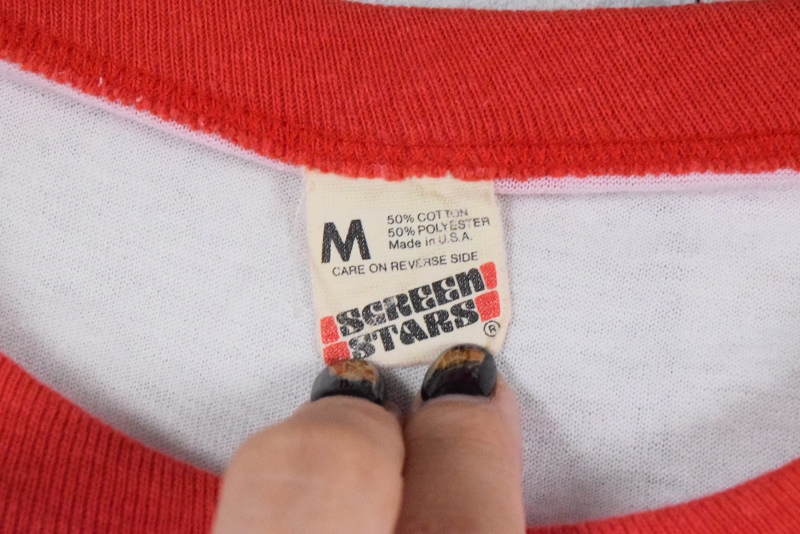 M
50% COTTON
50% POLYESTER
Made in U.S.A.
CARE ON REVERSE SIDE
SCREEN
STARS
®